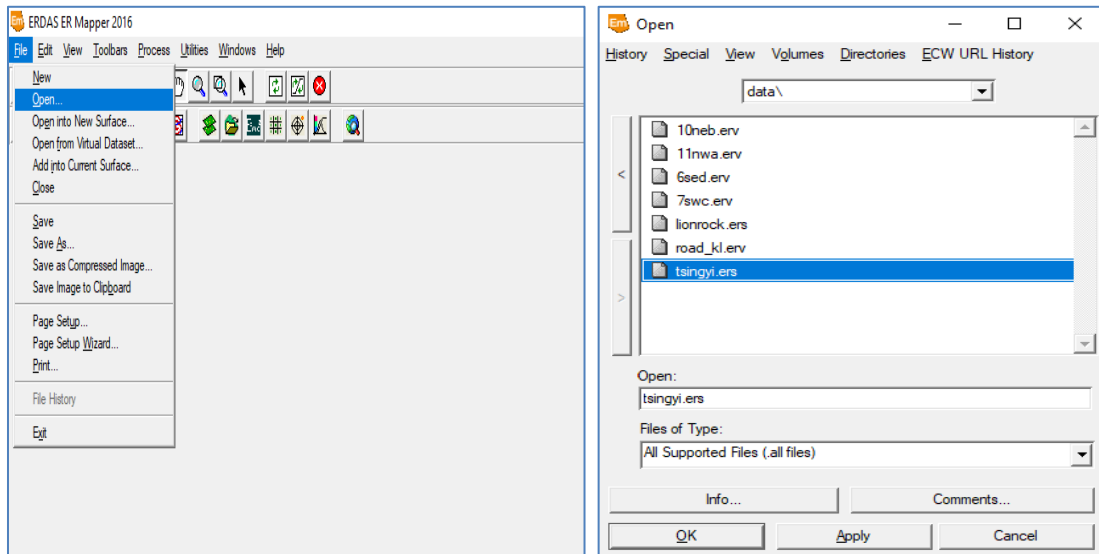 Em ERDAS ER Mapper 2016
File Edit View Toolbars Process Utilities Windows Help
New
Open...
Open into New Surface...
Open from Virtual Dataset...
Add into Current Surface...
Close
Save
Save As...
Save as Compressed Image...
Save Image to Clipboard
Page Setup...
Page Setup Wizard...
Print...
File History
Exit
Em Open
History Special View Volumes Directories ECW URL History
data\
10neb.erv
11nwa.erv
6sed.erv
7swc.erv
lionrock.ers
road_kl.erv
tsingyi.ers
<
>
Open:
tsingyi.ers
Files of Type:
All Supported Files (.all files)
Info... Comments...
OK Apply Cancel